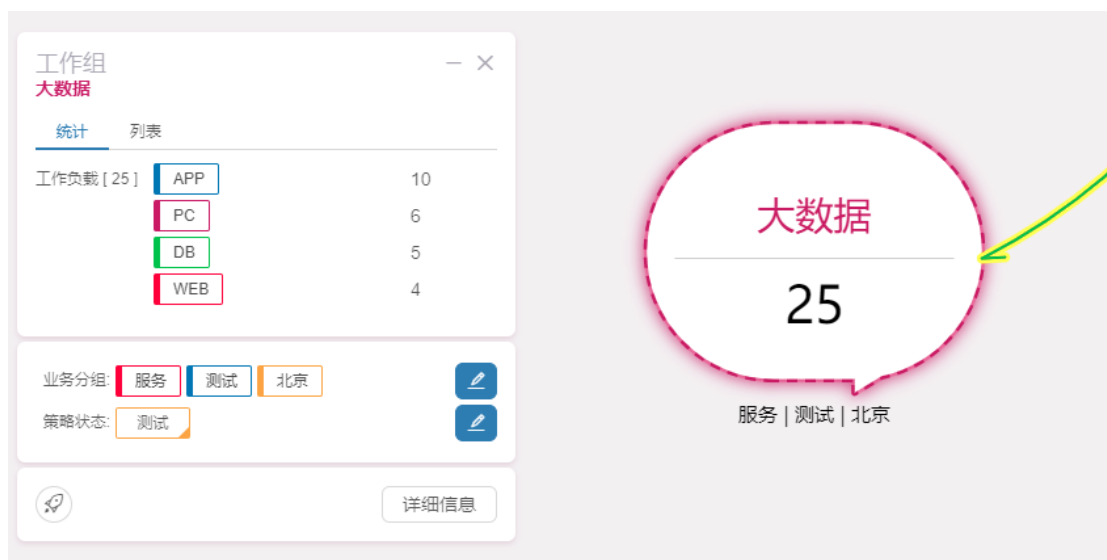 工作组
大数据
统计 列表
工作负载 [ 25 ] APP 10
PC 6
DB 5
WEB 4
业务分组: 服务 测试 北京
策略状态: 测试
详细信息
大数据
25
服务 | 测试 | 北京